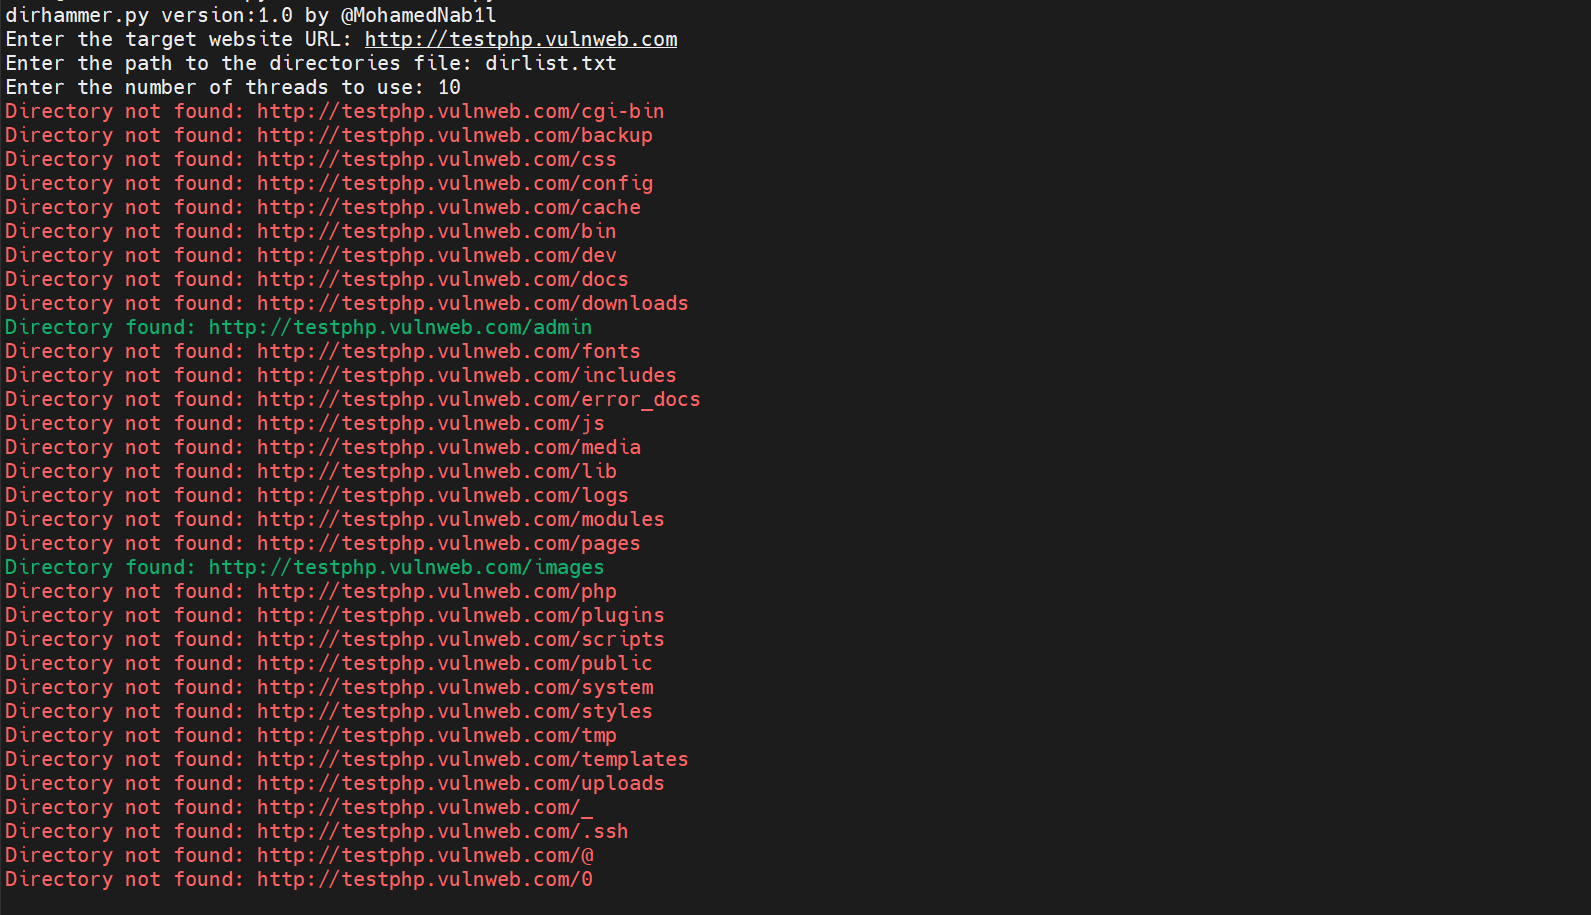 dirhammer.py version:1.0 by @MohamedNab1l
Enter the target website URL: http://testphp.vulnweb.com
Enter the path to the directories file: dirlist.txt
Enter the number of threads to use: 10
Directory not found: http://testphp.vulnweb.com/cgi-bin
Directory not found: http://testphp.vulnweb.com/backup
Directory not found: http://testphp.vulnweb.com/css
Directory not found: http://testphp.vulnweb.com/config
Directory not found: http://testphp.vulnweb.com/cache
Directory not found: http://testphp.vulnweb.com/bin
Directory not found: http://testphp.vulnweb.com/dev
Directory not found: http://testphp.vulnweb.com/docs
Directory not found: http://testphp.vulnweb.com/downloads
Directory found: http://testphp.vulnweb.com/admin
Directory not found: http://testphp.vulnweb.com/fonts
Directory not found: http://testphp.vulnweb.com/includes
Directory not found: http://testphp.vulnweb.com/error_docs
Directory not found: http://testphp.vulnweb.com/js
Directory not found: http://testphp.vulnweb.com/media
Directory not found: http://testphp.vulnweb.com/lib
Directory not found: http://testphp.vulnweb.com/logs
Directory not found: http://testphp.vulnweb.com/modules
Directory not found: http://testphp.vulnweb.com/pages
Directory found: http://testphp.vulnweb.com/images
Directory not found: http://testphp.vulnweb.com/php
Directory not found: http://testphp.vulnweb.com/plugins
Directory not found: http://testphp.vulnweb.com/scripts
Directory not found: http://testphp.vulnweb.com/public
Directory not found: http://testphp.vulnweb.com/system
Directory not found: http://testphp.vulnweb.com/styles
Directory not found: http://testphp.vulnweb.com/tmp
Directory not found: http://testphp.vulnweb.com/templates
Directory not found: http://testphp.vulnweb.com/uploads
Directory not found: http://testphp.vulnweb.com/_
Directory not found: http://testphp.vulnweb.com/.ssh
Directory not found: http://testphp.vulnweb.com/@
Directory not found: http://testphp.vulnweb.com/0